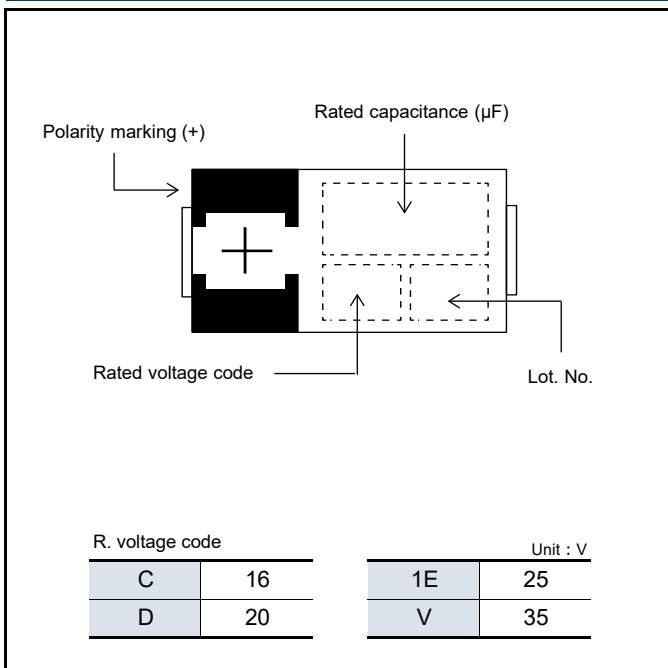 Rated capacitance (µF)
Polarity marking (+)
Rated voltage code
Lot. No.
R. voltage code
Unit : V
C 16 1E 25
D 20 V 35